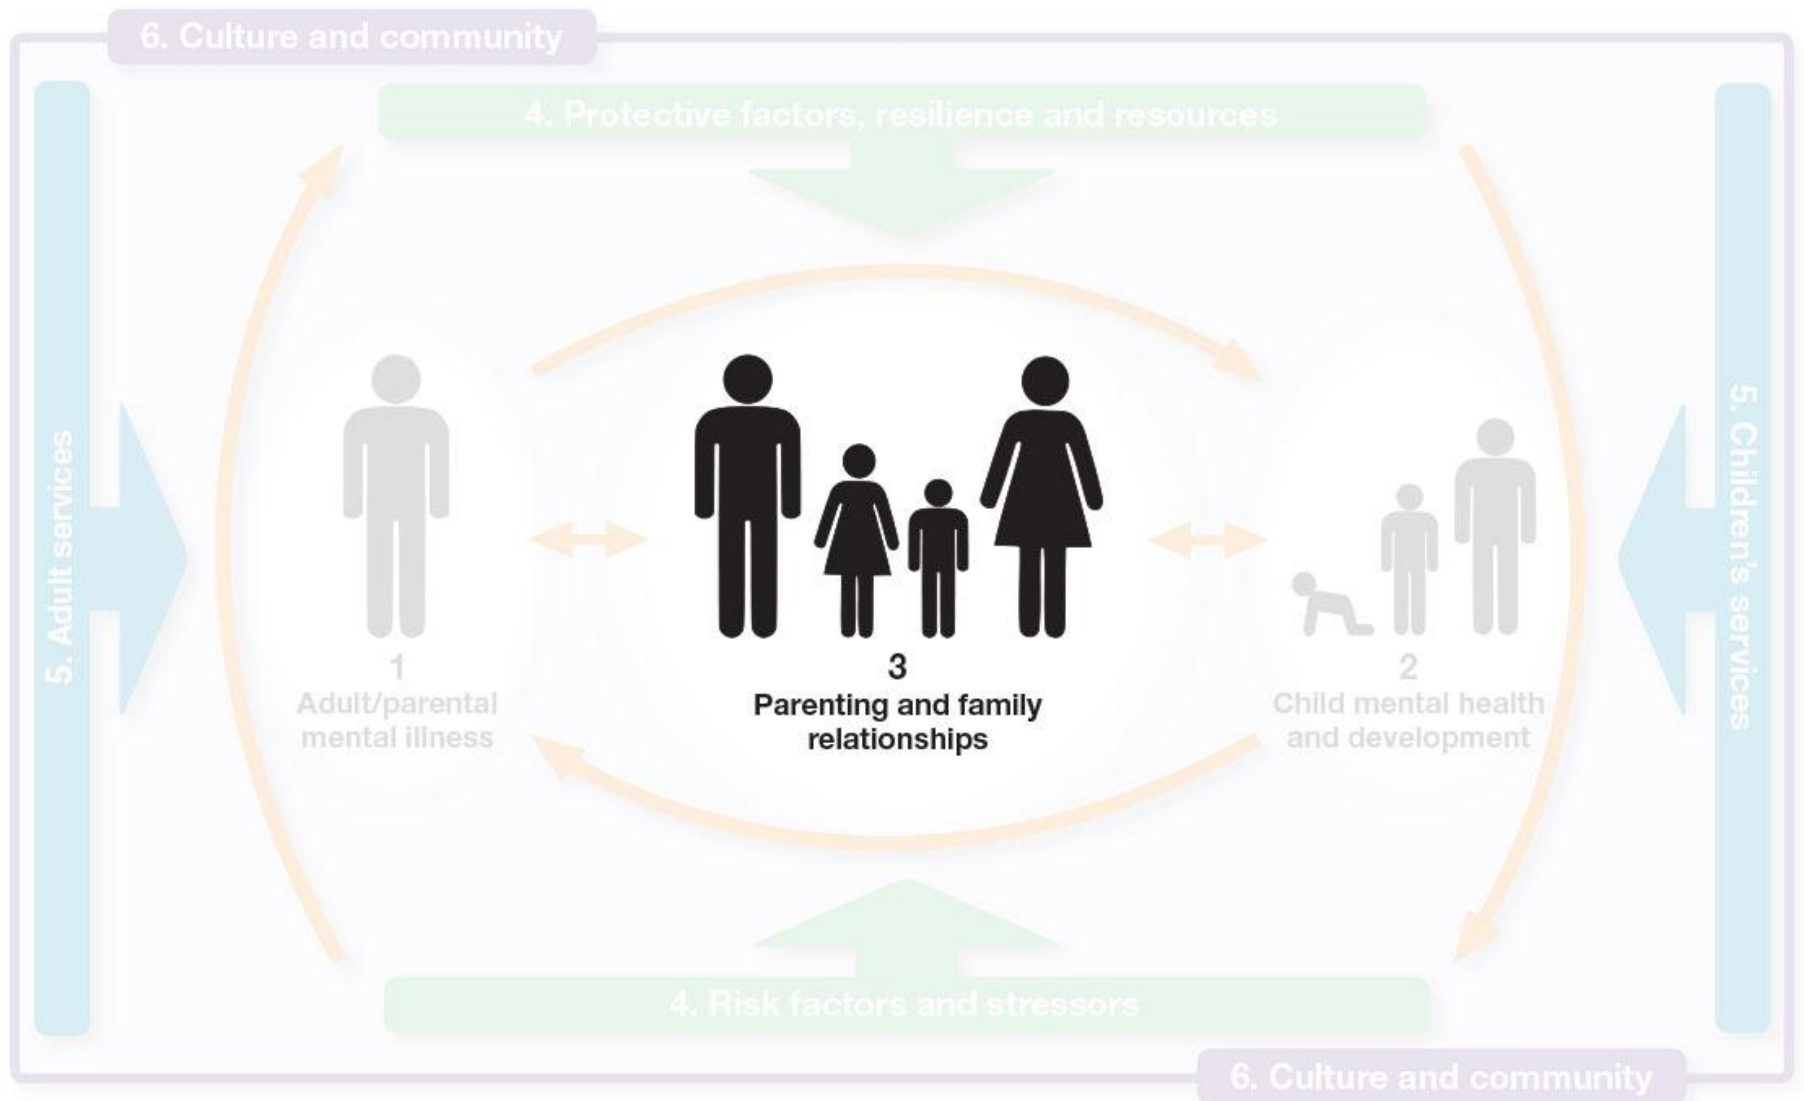 6. Culture and community
4. Protective factors, resilience and resources
5. Adult services
1
Adult/parental
mental illness
3
Parenting and family
relationships
2
Child mental health
and development
5. Children's services
4. Risk factors and stressors
6. Culture and community